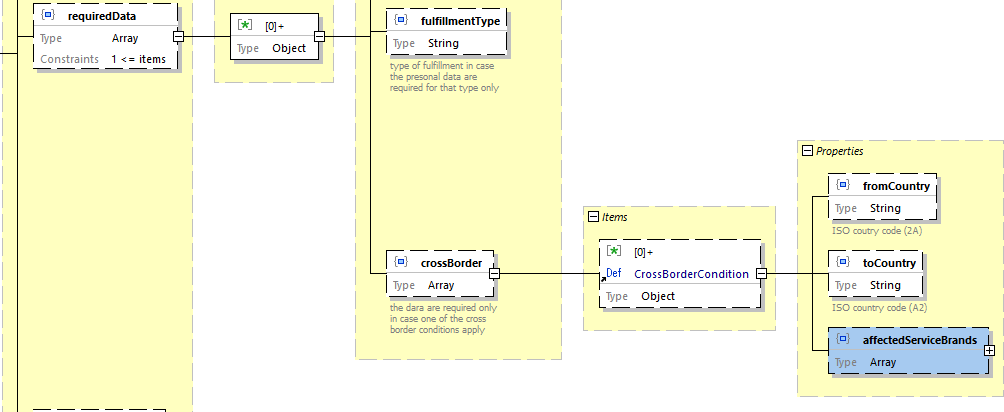 requiredData
Type Array
Constraints 1 <= items
[*] [0]+
Type Object
fulfillmentType
Type String
type of fulfillment in case
the presonal data are
required for that type only
crossBorder
Type Array
the dara are required only
in case one of the cross
border conditions apply
Items
[*] [0]+
Def CrossBorderCondition
Type Object
Properties
fromCountry
Type String
ISO coutry code (2A)
toCountry
Type String
ISO country code (A2)
affectedServiceBrands
Type Array